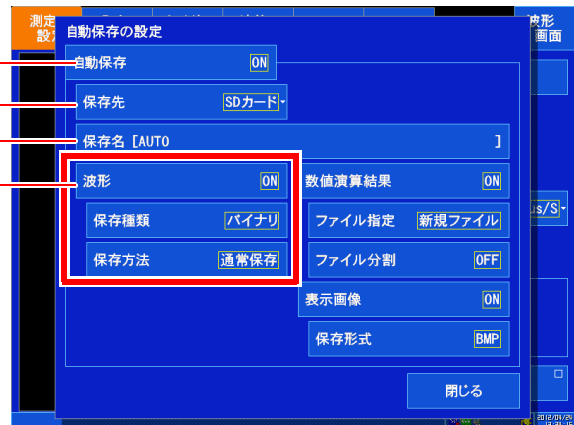 測定
自動保存の設定
波形
画面
自動保存 ON
保存先 SDカード
保存名 [AUTO ]
波形 ON
数値演算結果 ON
us/S
保存種類 バイナリ
ファイル指定 新規ファイル
保存方法 通常保存
ファイル分割 OFF
表示画像 ON
保存形式 BMP
閉じる